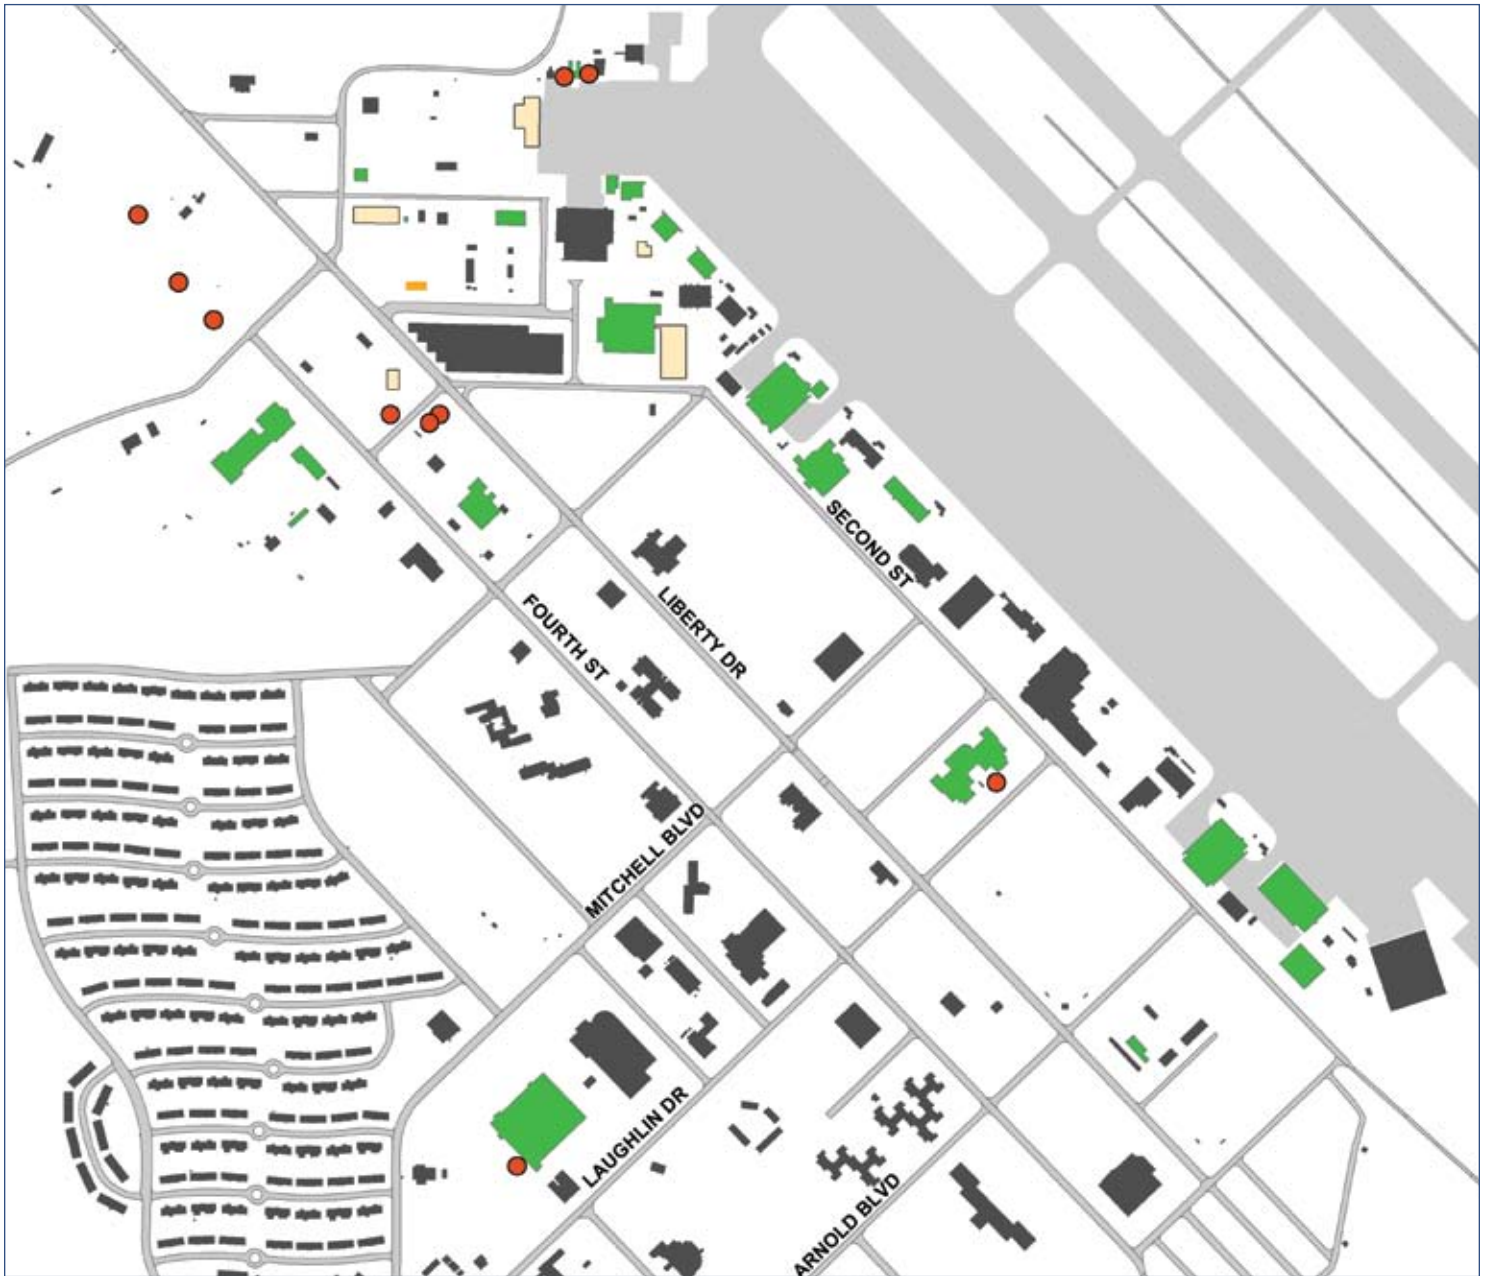 SECOND ST
LIBERTY DR
FOURTH ST
MITCHELL BLVD
LAUGHLIN DR
ARNOLD BLVD